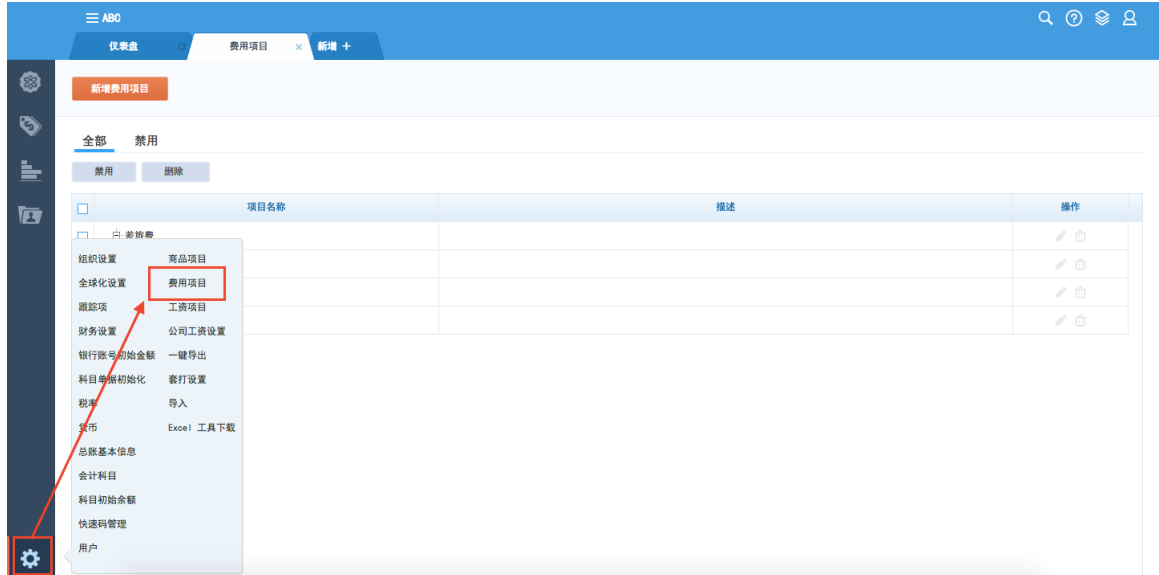 ABC
仪表盘
费用项目 ×
新增 +
新增费用项目
全部 禁用
禁用 删除
项目名称 描述 操作
差旅费
组织设置 商品项目
全球化设置 费用项目
跟踪项 工资项目
财务设置 公司工资设置
银行账号初始金额 一键导出
科目单据初始化 套打设置
税率 导入
货币 Excel 工具下载
总账基本信息
会计科目
科目初始余额
快速码管理
用户